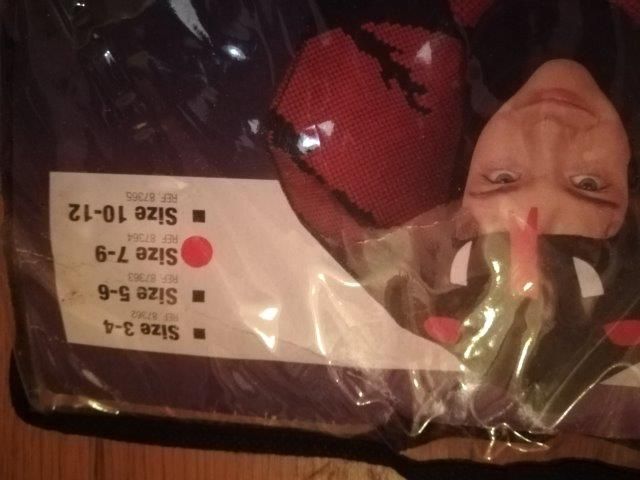 Size 3-4
REF. 87362
Size 5-6
REF. 87363
Size 7-9
REF. 87364
Size 10-12
REF. 87365